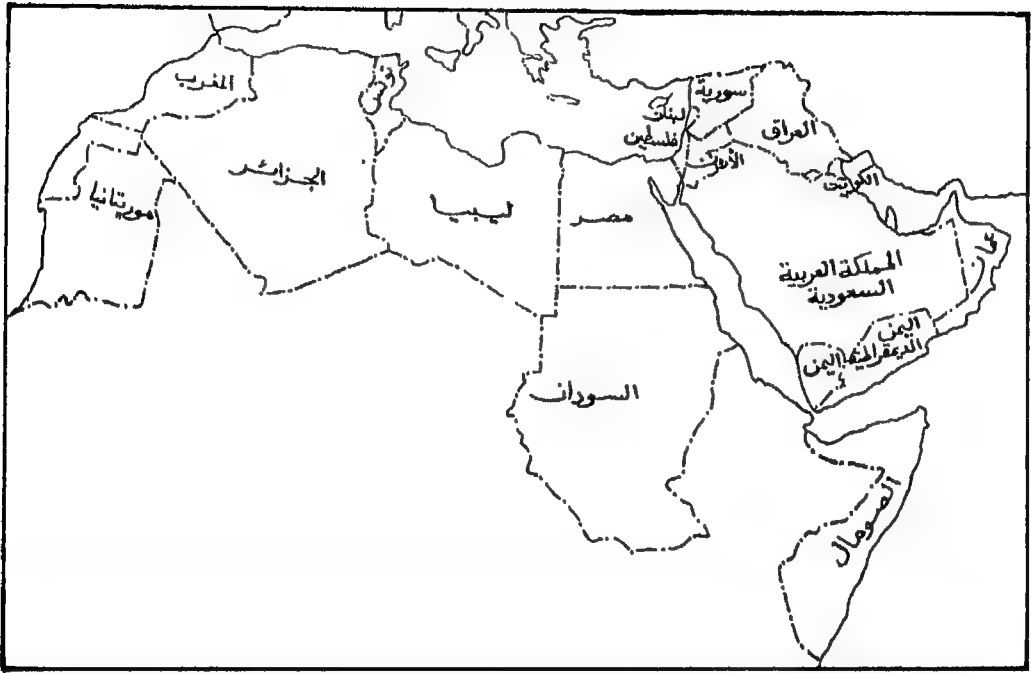 المغرب
تونس
سورية
لبنان
فلسطين
العراق
الأردن
الكويت
الجزائر
موريتانيا
ليبيا
مصر
عمان
المملكة العربية
السعودية
اليمن
الديمقراطية
اليمن
السودان
الصومال